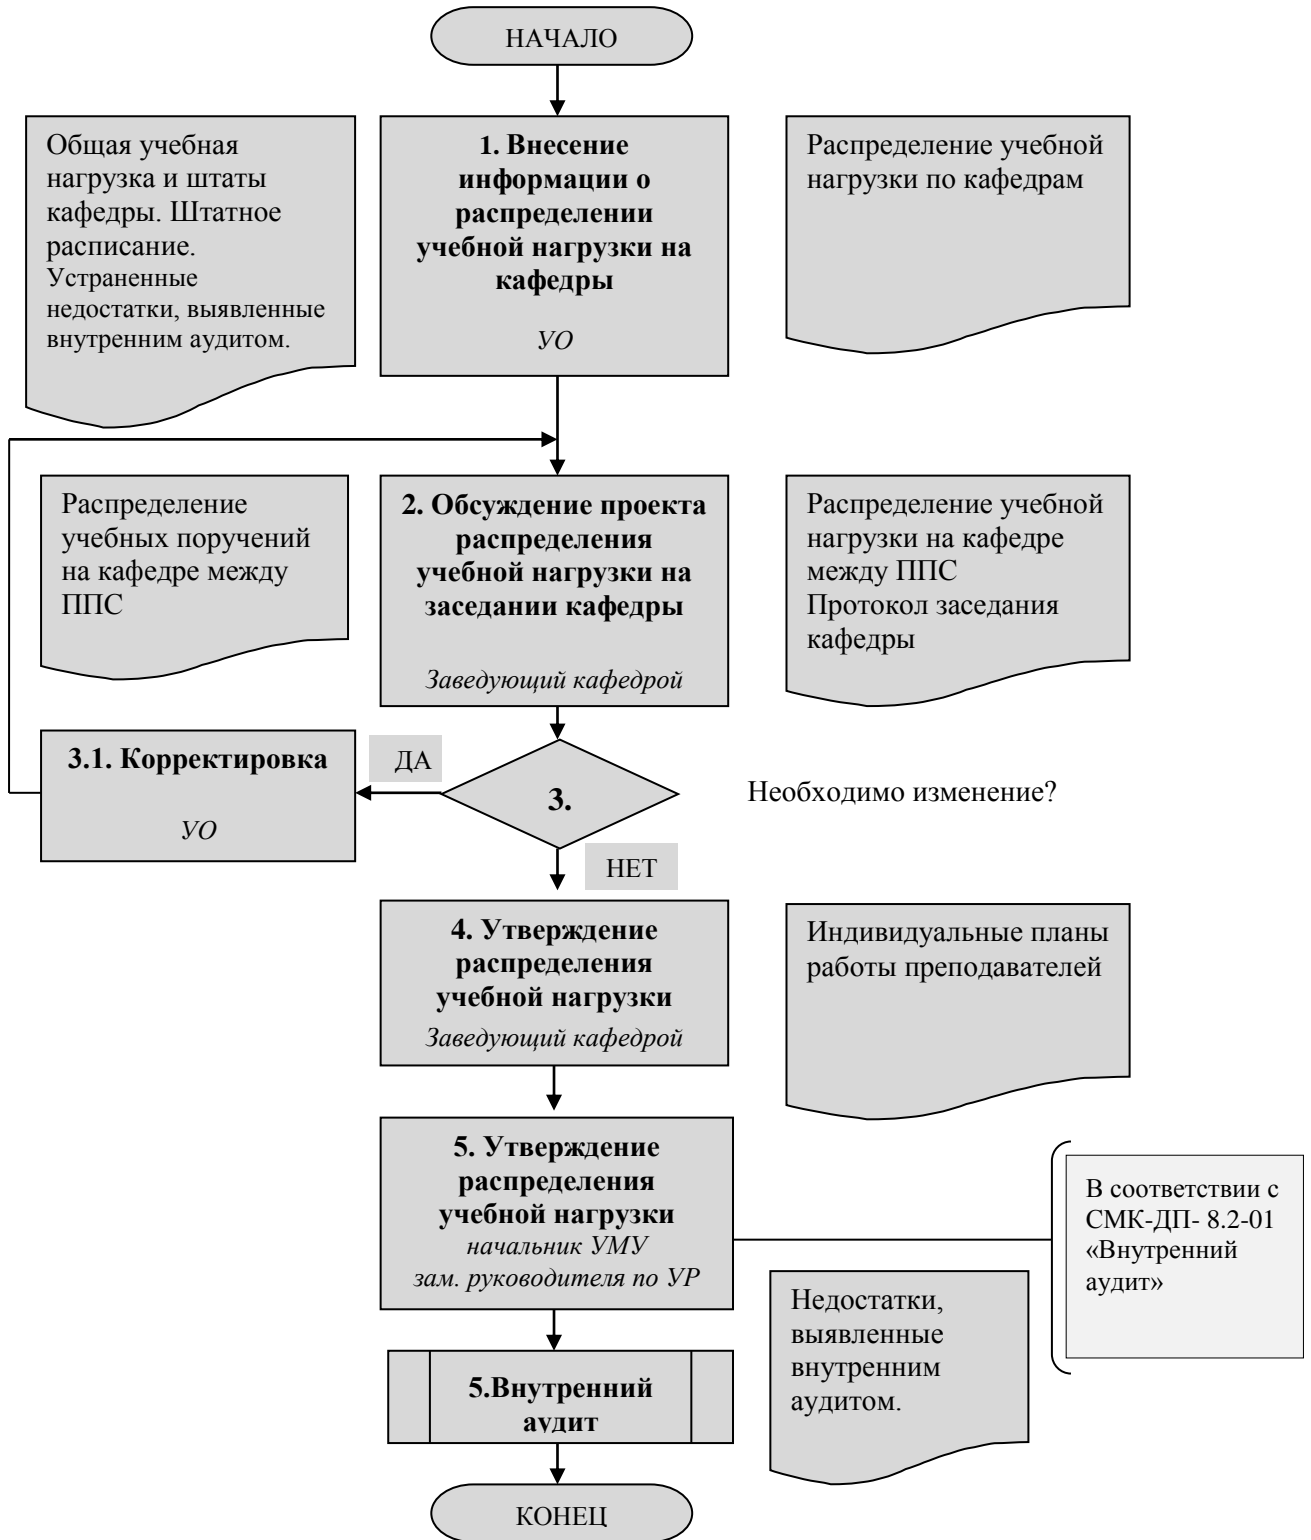 НАЧАЛО
Общая учебная
нагрузка и штаты
кафедры. Штатное
расписание.
Устраненные
недостатки, выявленные
внутренним аудитом.
1. Внесение
информации о
распределении
учебной нагрузки на
кафедры
УО
Распределение учебной
нагрузки по кафедрам
Распределение
учебных поручений
на кафедре между
ППС
2. Обсуждение проекта
распределения
учебной нагрузки на
заседании кафедры
Заведующий кафедрой
Распределение учебной
нагрузки на кафедре
между ППС
Протокол заседания
кафедры
3.1. Корректировка
УО
ДА
3.
Необходимо изменение?
НЕТ
4. Утверждение
распределения
учебной нагрузки
Заведующий кафедрой
Индивидуальные планы
работы преподавателей
5. Утверждение
распределения
учебной нагрузки
начальник УМУ
зам. руководителя по УР
В соответствии с
СМК-ДП- 8.2-01
«Внутренний
аудит»
Недостатки,
выявленные
внутренним
аудитом.
5.Внутренний
аудит
КОНЕЦ